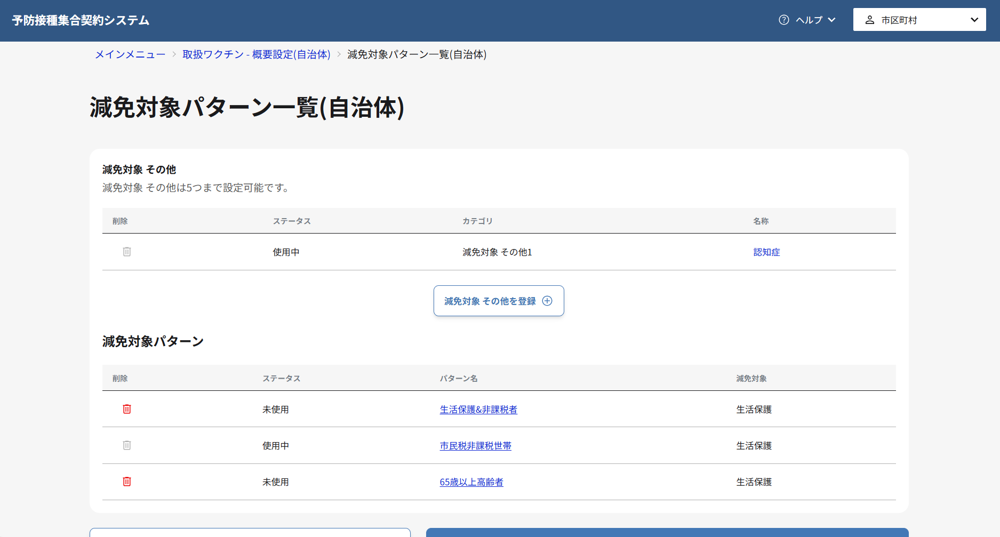 予防接種集合契約システム
ヘルプ
市区町村
メインメニュー > 取扱ワクチン - 概要設定(自治体) > 減免対象パターン一覧(自治体)
減免対象パターン一覧(自治体)
減免対象 その他
減免対象 その他は5つまで設定可能です。
削除 ステータス カテゴリ 名称
使用中 減免対象 その他1 認知症
減免対象 その他を登録
減免対象パターン
削除 ステータス パターン名 減免対象
未使用 生活保護&非課税者 生活保護
使用中 市民税非課税世帯 生活保護
未使用 65歳以上高齢者 生活保護